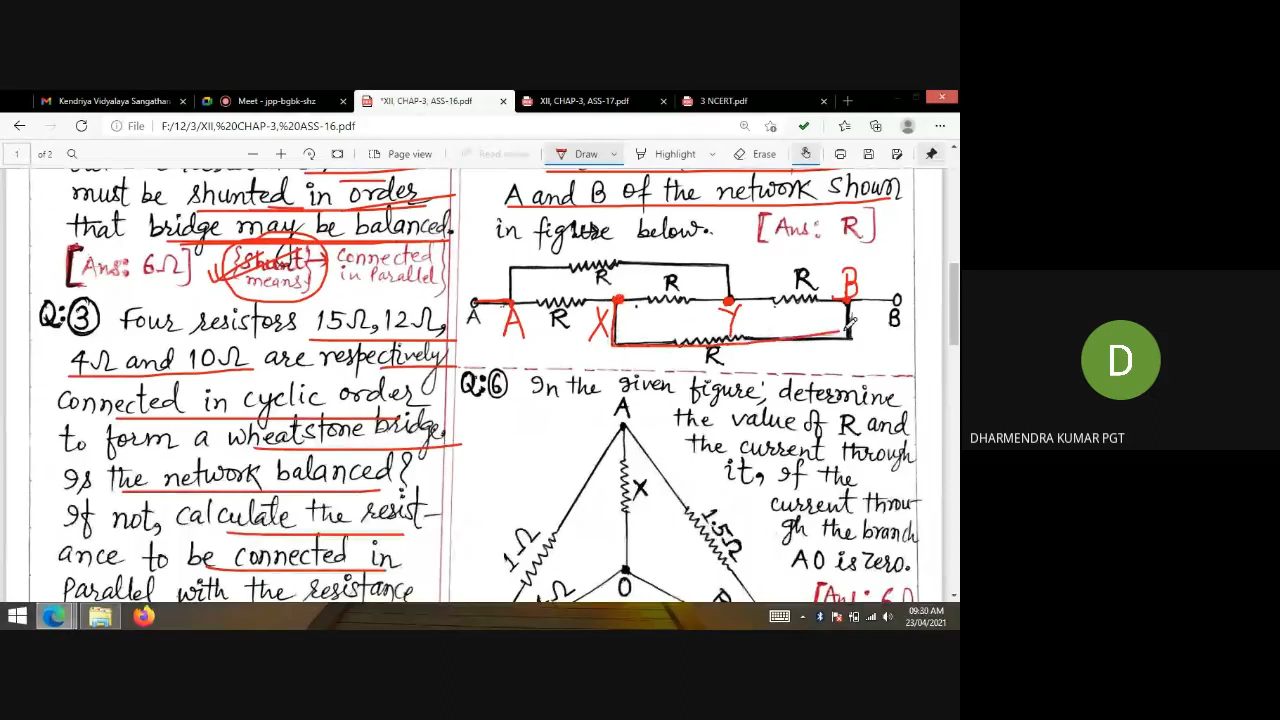 Kendriya Vidyalaya Sangathan
Meet - jpp-bgbk-shz
*XII, CHAP-3, ASS-16.pdf
XII, CHAP-3, ASS-17.pdf
3 NCERT.pdf
File
F:/12/3/XII,%20CHAP-3,%20ASS-16.pdf
1
of 2
Page view
Read aloud
Draw
Highlight
Erase
must be shunted in order
that bridge may be balanced.
[Ans: 6Ω] {Shunt means} → Connected in Parallel}
Q:③ Four resistors 15Ω, 12Ω,
4Ω and 10Ω are respectively
connected in cyclic order
to form a wheatstone bridge.
Is the network balanced?
If not, calculate the resist-
ance to be connected in
Parallel with the resistance
A and B of the network shown
in figure below. [Ans: R]
R
R
R
B
A
A
R
X
Y
B
R
Q:⑥ In the given figure, determine
A
the value of R and
the current through
it, if the
X
current throu-
gh the branch
1Ω
1.5Ω
AO is zero.
O
[Ans: 6Ω
DHARMENDRA KUMAR PGT
D
09:30 AM
23/04/2021